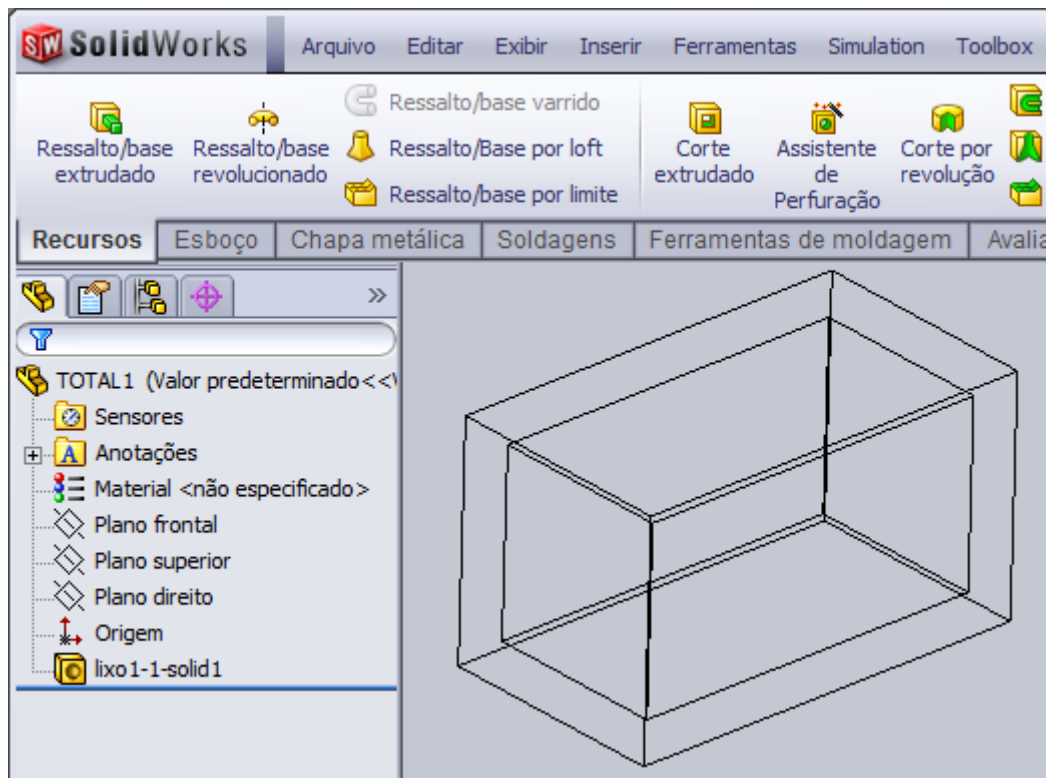 SolidWorks Arquivo Editar Exibir Inserir Ferramentas Simulation Toolbox
Ressalto/base
extrudado
Ressalto/base
revolucionado
Ressalto/base varrido
Ressalto/Base por loft
Ressalto/base por limite
Corte
extrudado
Assistente
de
Perfuração
Corte por
revolução
Recursos Esboço Chapa metálica Soldagens Ferramentas de moldagem Avalia
TOTAL1 (Valor predeterminado<<
Sensores
Anotações
Material <não especificado>
Plano frontal
Plano superior
Plano direito
Origem
lixo1-1-solid1